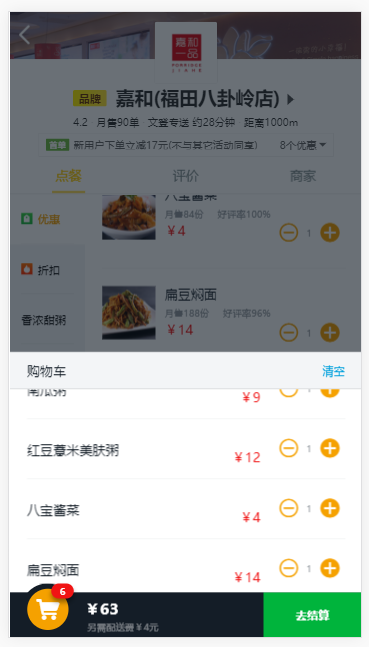 嘉和
一品
PORRIDGE
JIAHE
品牌 嘉和(福田八卦岭店)
4.2 月售90单 文登专送 约28分钟 距离1000m
首单 新用户下单立减17元(不与其它活动同享) 8个优惠
点餐 评价 商家
优惠
折扣
香浓甜粥
八宝酱菜
月售84份 好评率100%
￥4
1
扁豆焖面
月售188份 好评率96%
￥14
1
购物车 清空
南瓜粥 ￥9 1
红豆薏米美肤粥 ￥12 1
八宝酱菜 ￥4 1
扁豆焖面 ￥14 1
6
￥63
另需配送费￥4元
去结算